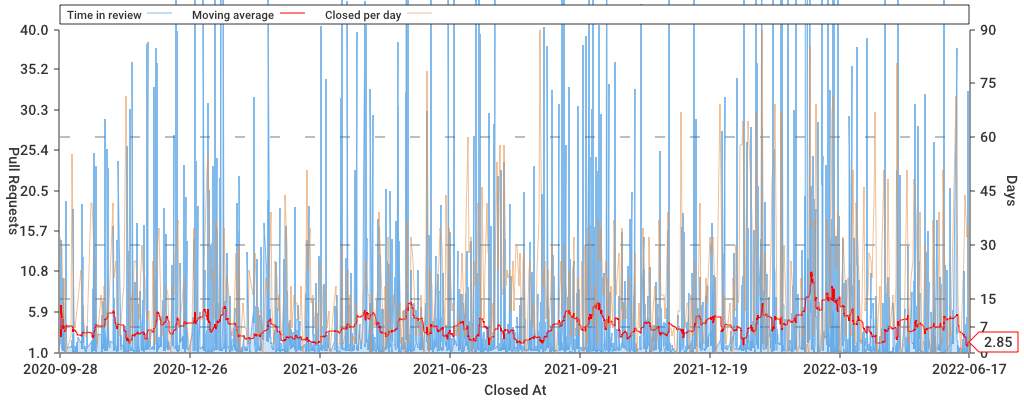 Time in review Moving average Closed per day
40.0 90
35.2 75
30.3 60
25.4
20.5 45
15.7 30
10.8
5.9 15
7
1.0 0
2.85
Pull Requests
Days
2020-09-28 2020-12-26 2021-03-26 2021-06-23 2021-09-21 2021-12-19 2022-03-19 2022-06-17
Closed At